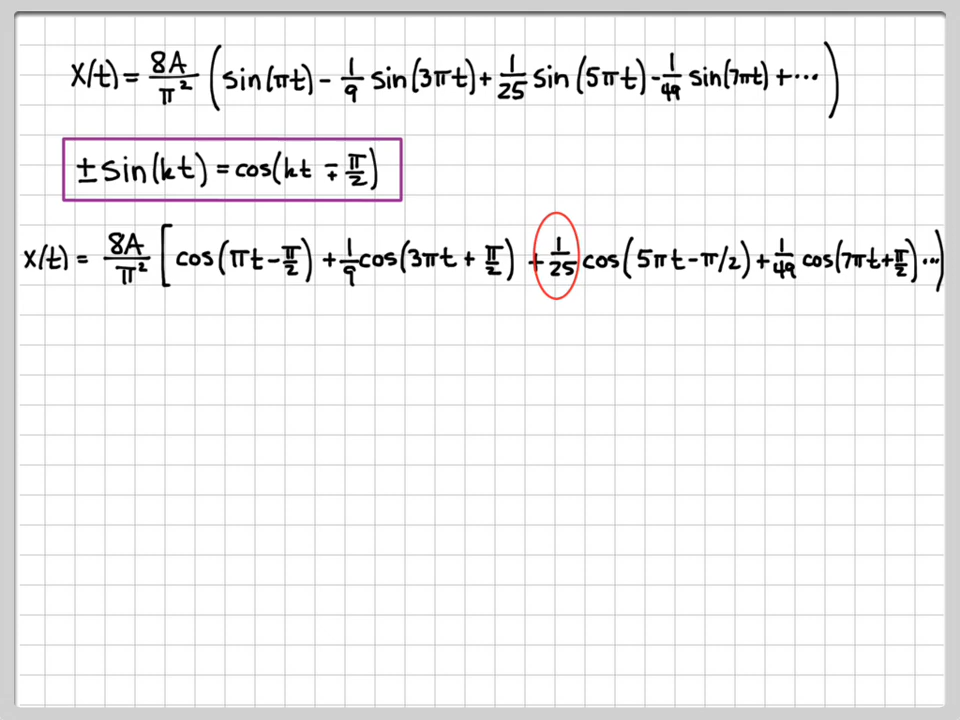 X(t) = 8A/π² (sin(πt) - 1/9 sin(3πt) + 1/25 sin(5πt) - 1/49 sin(7πt) + ⋯)
± sin(kt) = cos(kt ∓ π/2)
x(t) = 8A/π² [cos(πt - π/2) + 1/9 cos(3πt + π/2) + 1/25 cos(5πt - π/2) + 1/49 cos(7πt + π/2) ⋯)